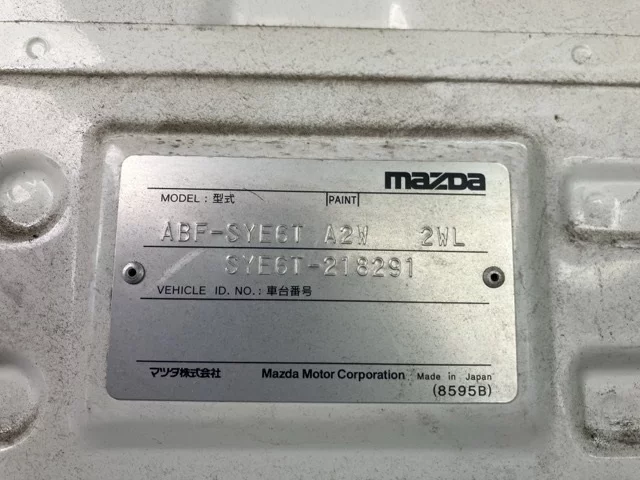 mazda
MODEL : 型式 PAINT
ABF-SYE6T A2W 2WL
SYE6T-218291
VEHICLE ID. NO. : 車台番号
マツダ株式会社 Mazda Motor Corporation Made in Japan
(8595B)